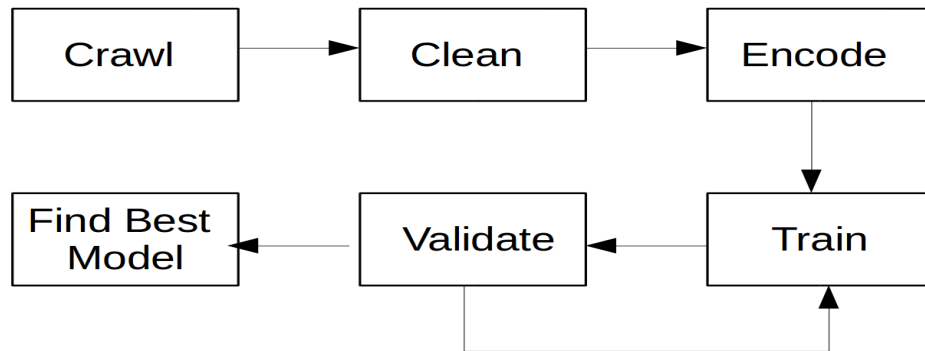 Crawl
Clean
Encode
Find Best
Model
Validate
Train